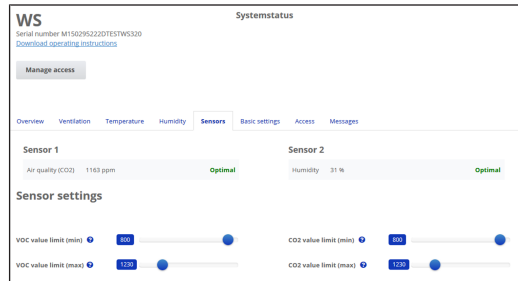 WS
Systemstatus
Serial number M150295222DTESTWS320
Download operating instructions
Manage access
Overview Ventilation Temperature Humidity Sensors Basic settings Access Messages
Sensor 1 Sensor 2
Air quality (CO2) 1163 ppm Optimal Humidity 31 % Optimal
Sensor settings
VOC value limit (min) ? 800 CO2 value limit (min) ? 800
VOC value limit (max) ? 1230 CO2 value limit (max) ? 1230